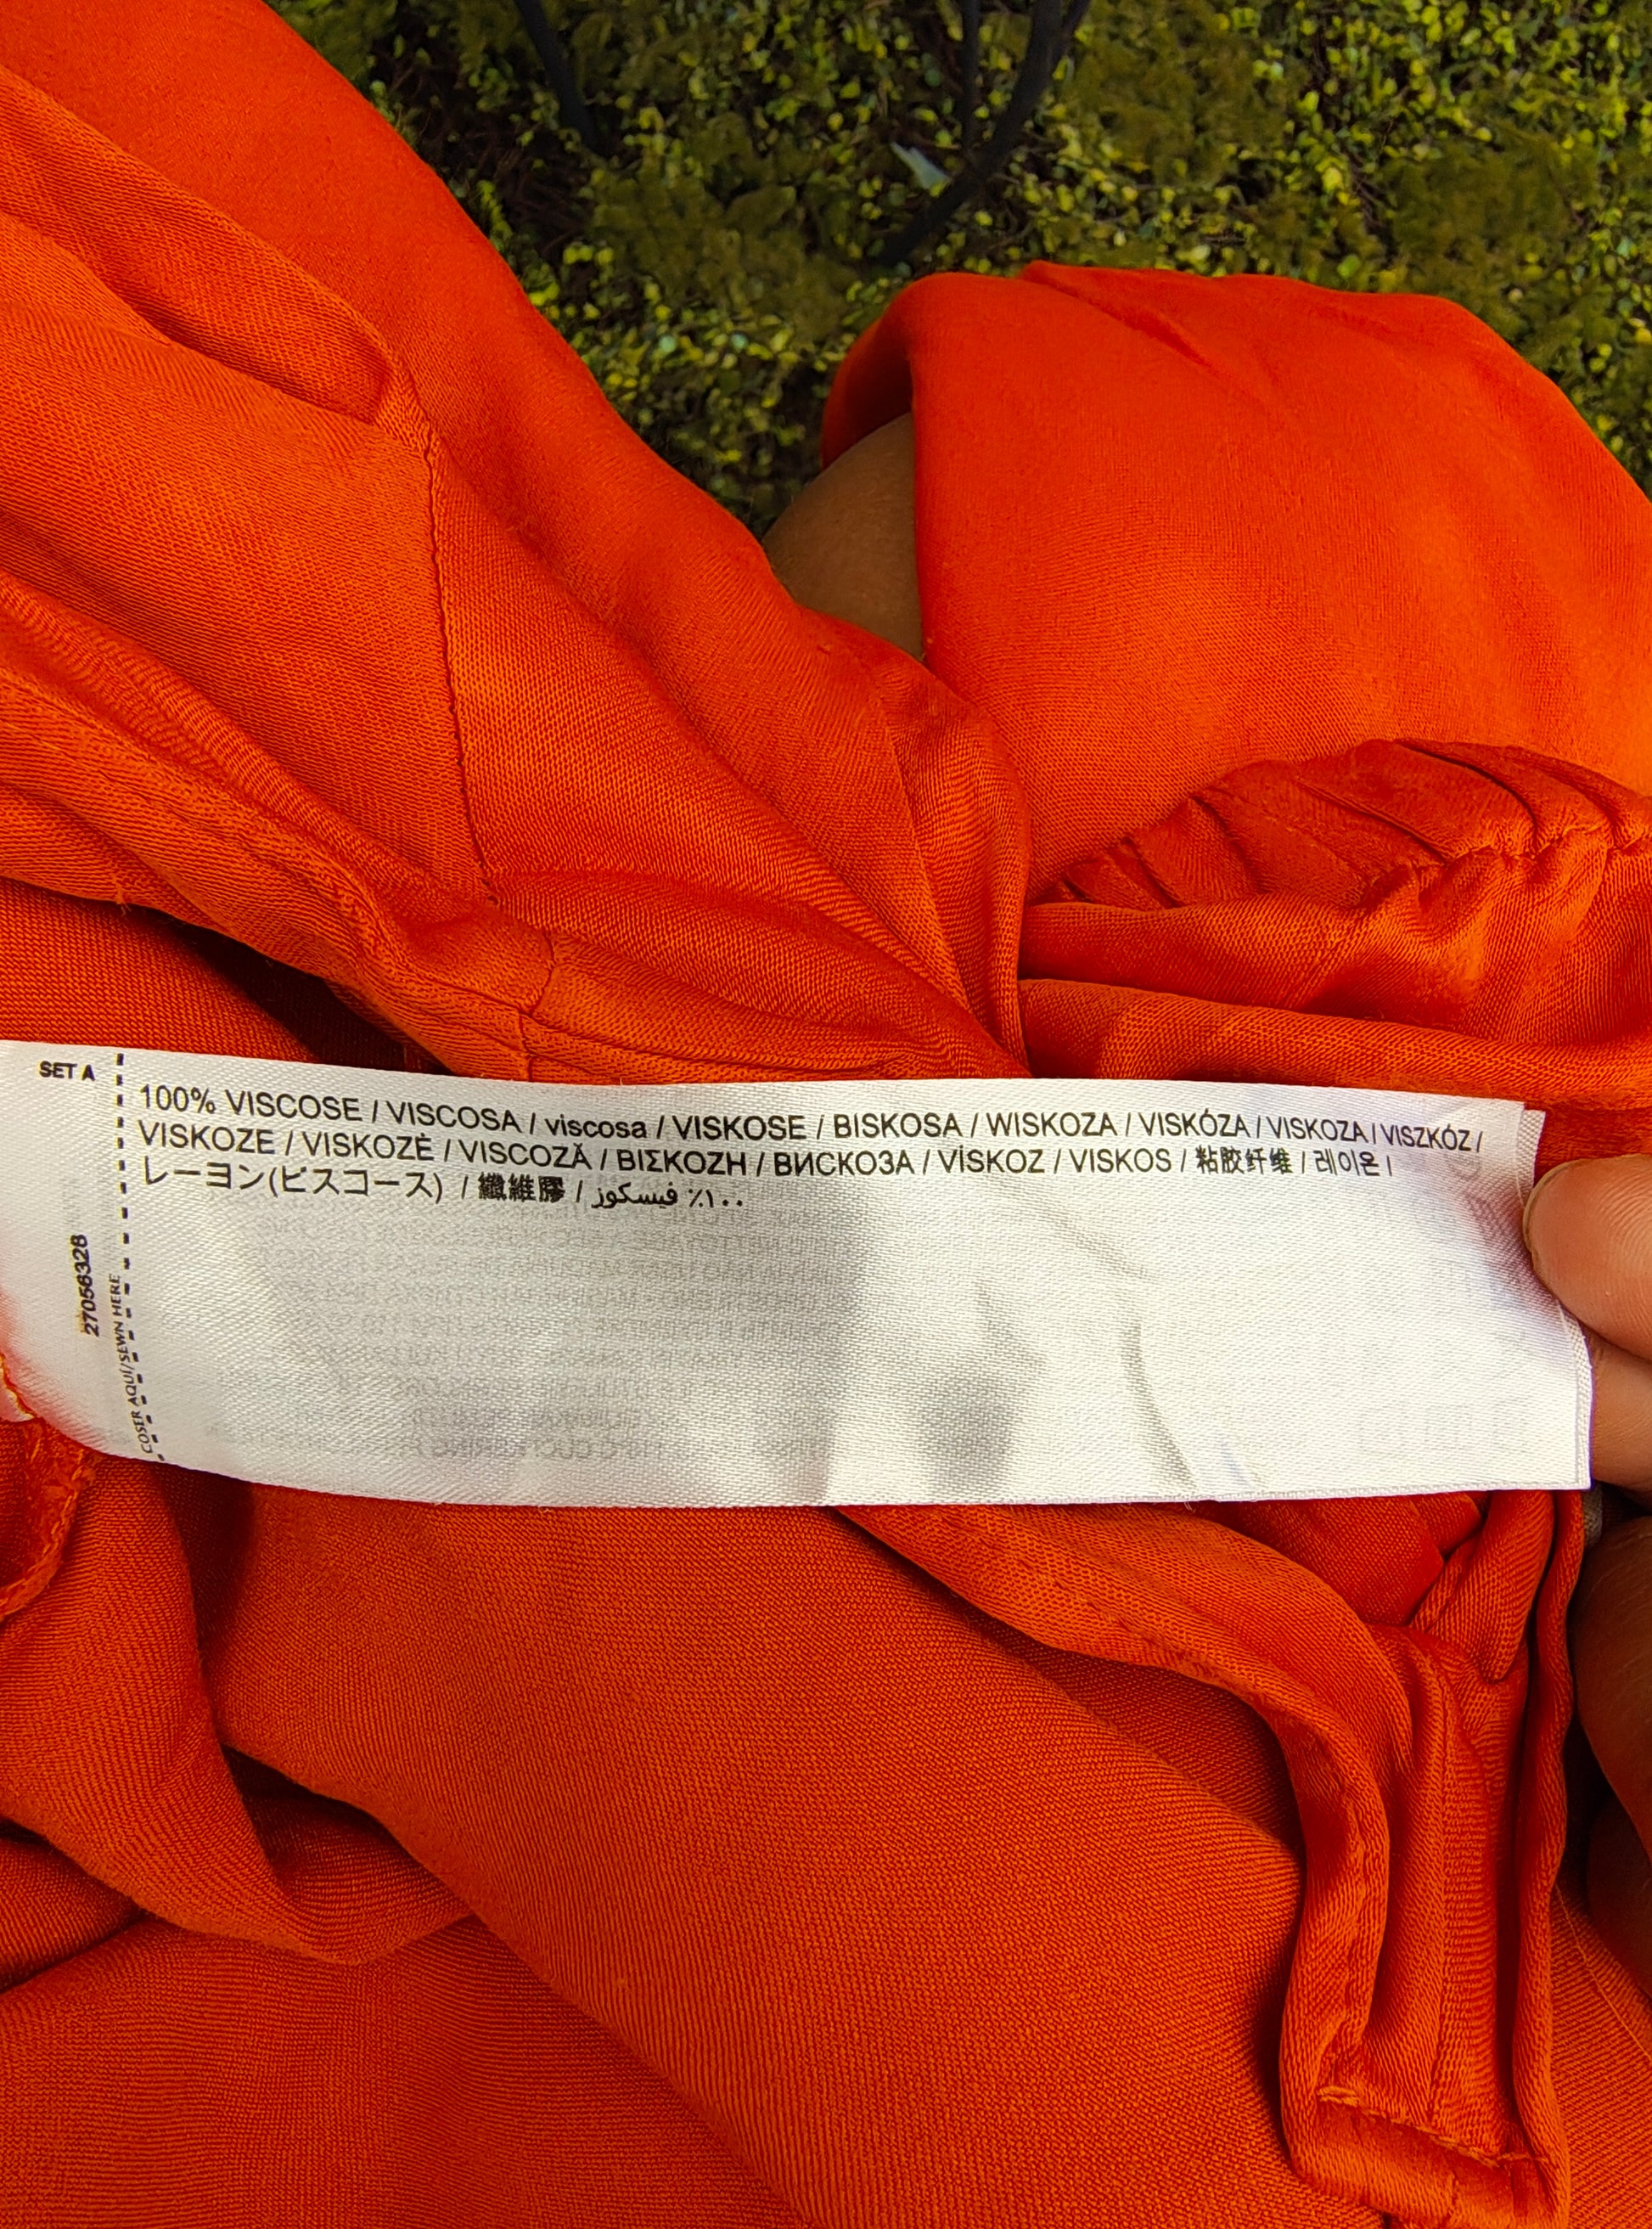 SET A
100% VISCOSE / VISCOSA / viscosa / VISKOSE / BISKOSA / WISKOZA / VISKÓZA / VISKOZA / VISZKÓZ /
VISKOZE / VISKOZĖ / VISCOZĂ / ΒΙΣΚΟΖΗ / ВИСКОЗА / VİSKOZ / VISKOS / 粘胶纤维 / 레이온 /
レーヨン(ビスコース) / 纖維膠 / فيسكوز ٪١٠٠
27056328
COSER AQUÍ/SEWN HERE